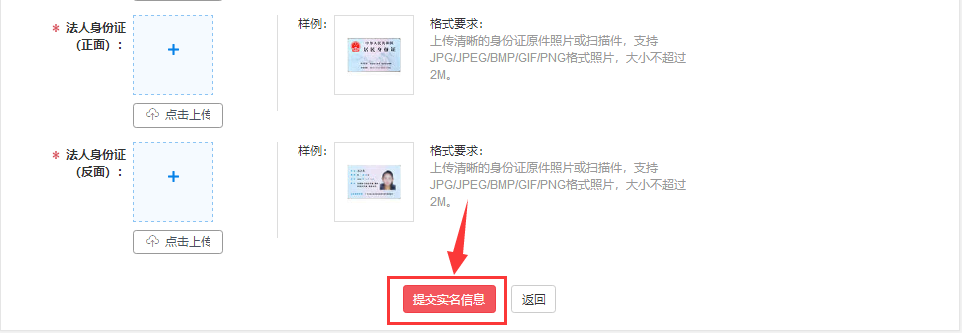 * 法人身份证
（正面）：
+
点击上传
样例：
中华人民共和国
居民身份证
格式要求：
上传清晰的身份证原件照片或扫描件，支持
JPG/JPEG/BMP/GIF/PNG格式照片，大小不超过
2M。
* 法人身份证
（反面）：
+
点击上传
样例：
格式要求：
上传清晰的身份证原件照片或扫描件，支持
JPG/JPEG/BMP/GIF/PNG格式照片，大小不超过
2M。
提交实名信息
返回